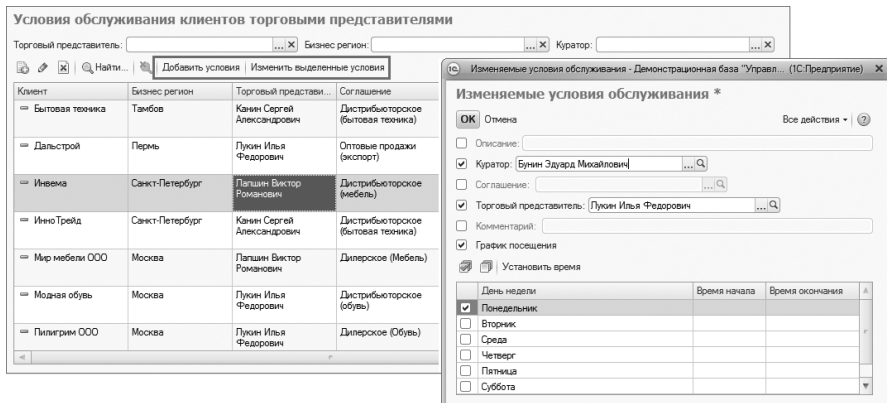 Условия обслуживания клиентов торговыми представителями
Торговый представитель: ... × Бизнес регион: ... × Куратор: ... ×
Найти... Добавить условия Изменить выделенные условия
Клиент Бизнес регион Торговый представи... Соглашение
Бытовая техника Тамбов Канин Сергей Александрович Дистрибьюторское (бытовая техника)
Дальстрой Пермь Лукин Илья Федорович Оптовые продажи (экспорт)
Инвема Санкт-Петербург Лапшин Виктор Романович Дистрибьюторское (мебель)
ИнноТрейд Санкт-Петербург Канин Сергей Александрович Дистрибьюторское (бытовая техника)
Мир мебели ООО Москва Лапшин Виктор Романович Дилерское (Мебель)
Модная обувь Москва Лукин Илья Федорович Дистрибьюторское (обувь)
Пилигрим ООО Москва Лукин Илья Федорович Дилерское (Обувь)
Изменяемые условия обслуживания - Демонстрационная база "Управл... (1С:Предприятие) ×
Изменяемые условия обслуживания *
OK Отмена Все действия ?
Описание:
Куратор: Бунин Эдуард Михайлович ...
Соглашение: ...
Торговый представитель: Лукин Илья Федорович ...
Комментарий:
График посещения
Установить время
День недели Время начала Время окончания
Понедельник
Вторник
Среда
Четверг
Пятница
Суббота